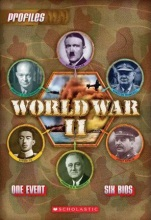 profiles
WORLD WAR
II
ONE EVENT
SIX BIOS
SCHOLASTIC